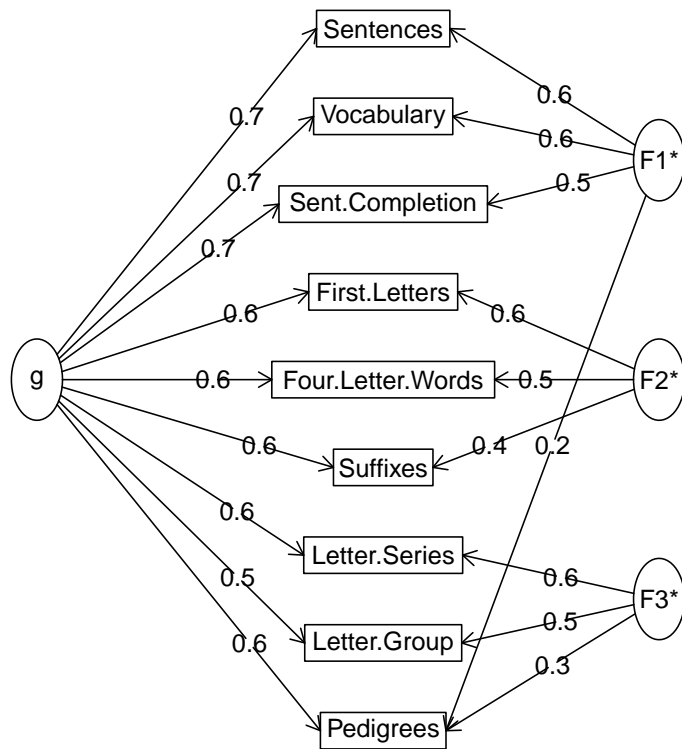 Sentences
0.6
0.7
Vocabulary
0.6
F1*
0.7
0.5
Sent.Completion
0.7
First.Letters
0.6
0.6
g
0.6
Four.Letter.Words
0.5
F2*
0.6
Suffixes
0.4
0.2
0.6
Letter.Series
0.6
F3*
0.5
0.5
Letter.Group
0.6
0.3
Pedigrees